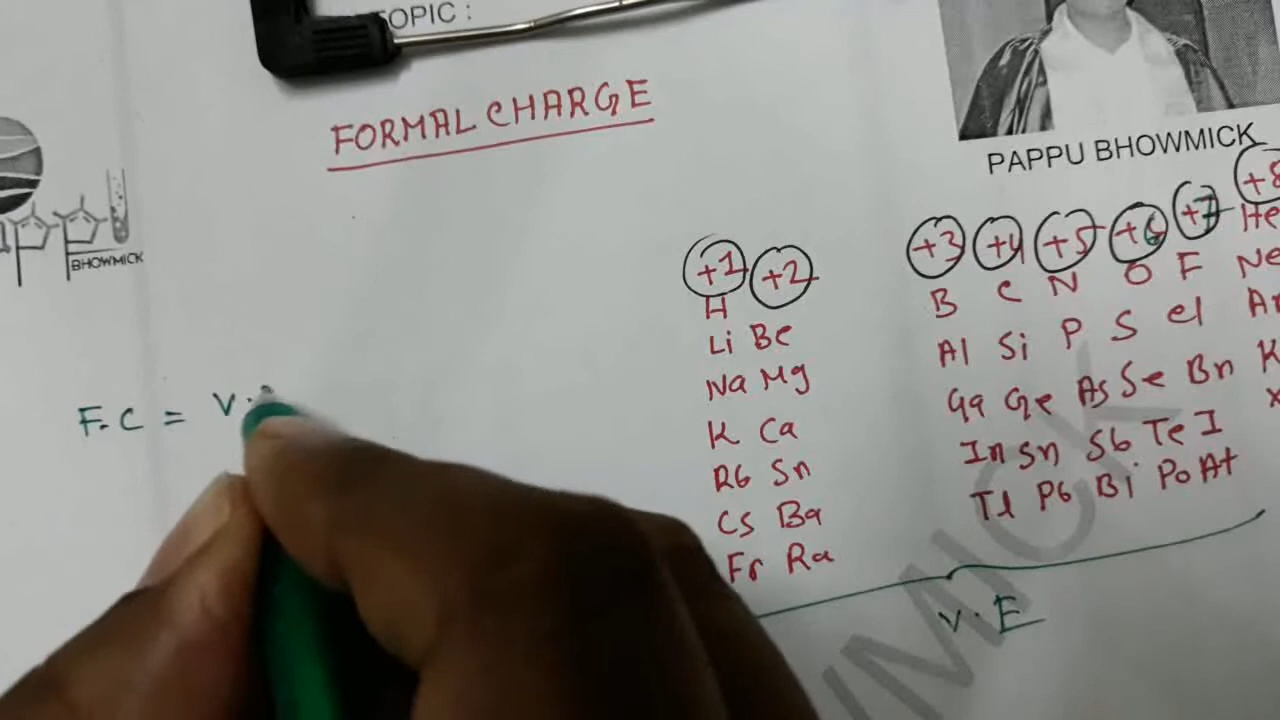 TOPIC :
FORMAL CHARGE
PAPPU BHOWMICK
BHOWMICK
+1 +2 +3 +4 +5 +6 +7 +8
H B C N O F He
Li Be Al Si P S Cl Ne
Na Mg Ga Ge As Se Br Ar
K Ca In Sn Sb Te I K
Rb Sn Tl Pb Bi Po At X
Cs Ba
Fr Ra
F.C = V.
V.E